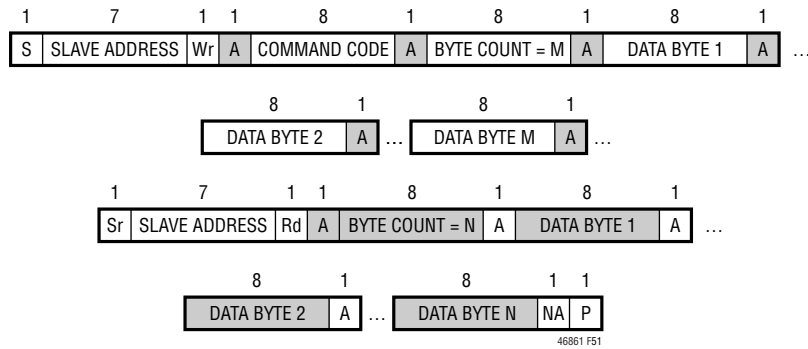 1 7 1 1 8 1 8 1 8 1
S SLAVE ADDRESS Wr A COMMAND CODE A BYTE COUNT = M A DATA BYTE 1 A …
8 1 8 1
DATA BYTE 2 A … DATA BYTE M A …
1 7 1 1 8 1 8 1
Sr SLAVE ADDRESS Rd A BYTE COUNT = N A DATA BYTE 1 A …
8 1 8 1 1
DATA BYTE 2 A … DATA BYTE N NA P
46861 F51